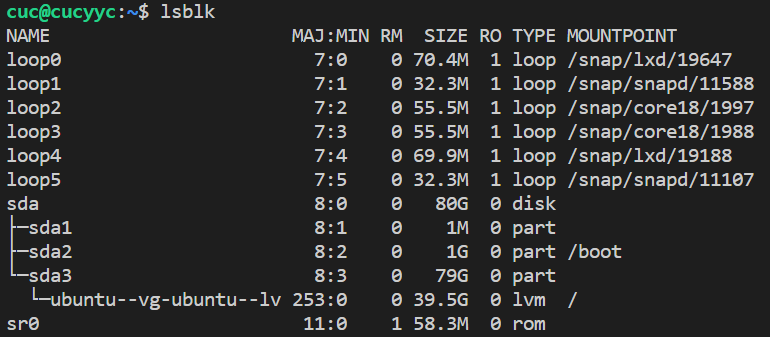 cuc@cucyyc:~$ lsblk
NAME                      MAJ:MIN RM  SIZE RO TYPE MOUNTPOINT
loop0                       7:0    0 70.4M  1 loop /snap/lxd/19647
loop1                       7:1    0 32.3M  1 loop /snap/snapd/11588
loop2                       7:2    0 55.5M  1 loop /snap/core18/1997
loop3                       7:3    0 55.5M  1 loop /snap/core18/1988
loop4                       7:4    0 69.9M  1 loop /snap/lxd/19188
loop5                       7:5    0 32.3M  1 loop /snap/snapd/11107
sda                         8:0    0   80G  0 disk
├─sda1                      8:1    0    1M  0 part
├─sda2                      8:2    0    1G  0 part /boot
└─sda3                      8:3    0   79G  0 part
  └─ubuntu--vg-ubuntu--lv 253:0    0 39.5G  0 lvm  /
sr0                        11:0    1 58.3M  0 rom